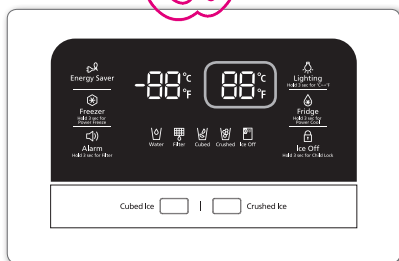 Energy Saver
-88 °C °F
88 °C °F
Lighting
Hold 3 sec for °C↔°F
Freezer
Hold 3 sec for
Power Freeze
Fridge
Hold 3 sec for
Power Cool
Alarm
Hold 3 sec for Filter
Water Filter Cubed Crushed Ice Off
Ice Off
Hold 3 sec for Child Lock
Cubed Ice | Crushed Ice